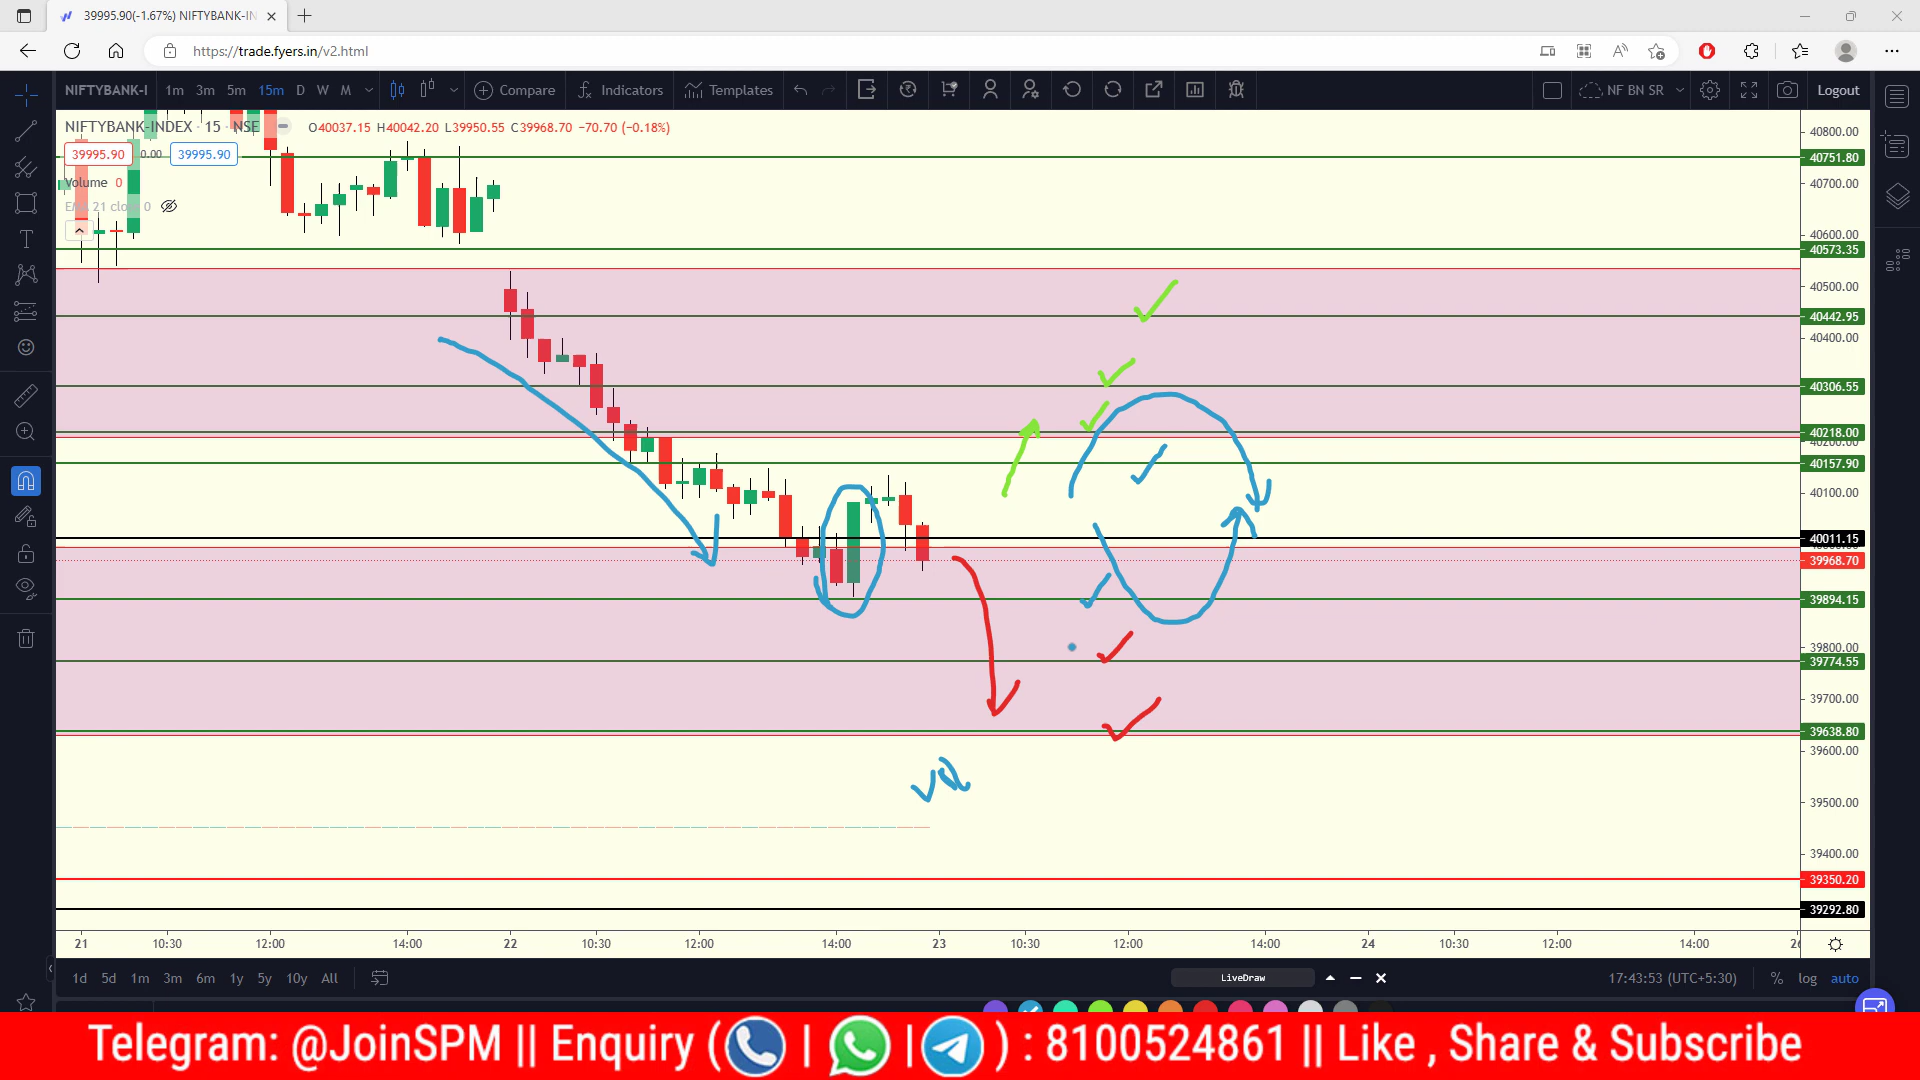 39995.90(-1.67%) NIFTYBANK-IN
https://trade.fyers.in/v2.html
NIFTYBANK-I 1m 3m 5m 15m D W M Compare Indicators Templates NF BN SR Logout
NIFTYBANK-INDEX · 15 · NSE O40037.15 H40042.20 L39950.55 C39968.70 −70.70 (−0.18%)
39995.90 0.00 39995.90
Volume 0
EMA 21 close 0
40800.00
40751.80
40700.00
40600.00
40573.35
40500.00
40442.95
40400.00
40306.55
40218.00
40200.00
40157.90
40100.00
40011.15
39968.70
39894.15
39800.00
39774.55
39700.00
39638.80
39600.00
39500.00
39400.00
39350.20
39292.80
21 10:30 12:00 14:00 22 10:30 12:00 14:00 23 10:30 12:00 14:00 24 10:30 12:00 14:00
1d 5d 1m 3m 6m 1y 5y 10y All LiveDraw 17:43:53 (UTC+5:30) % log auto
Telegram: @JoinSPM || Enquiry ( | | ) : 8100524861 || Like , Share & Subscribe